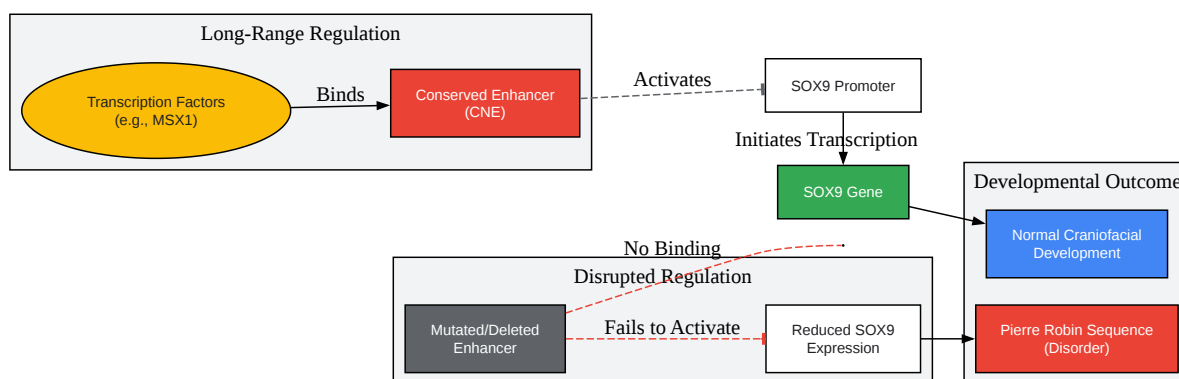 Long-Range Regulation
Transcription Factors
(e.g., MSX1)
Binds
Conserved Enhancer
(CNE)
Activates
SOX9 Promoter
Initiates Transcription
SOX9 Gene
Developmental Outcome
Normal Craniofacial
Development
No Binding
Disrupted Regulation
Mutated/Deleted
Enhancer
Fails to Activate
Reduced SOX9
Expression
Pierre Robin Sequence
(Disorder)